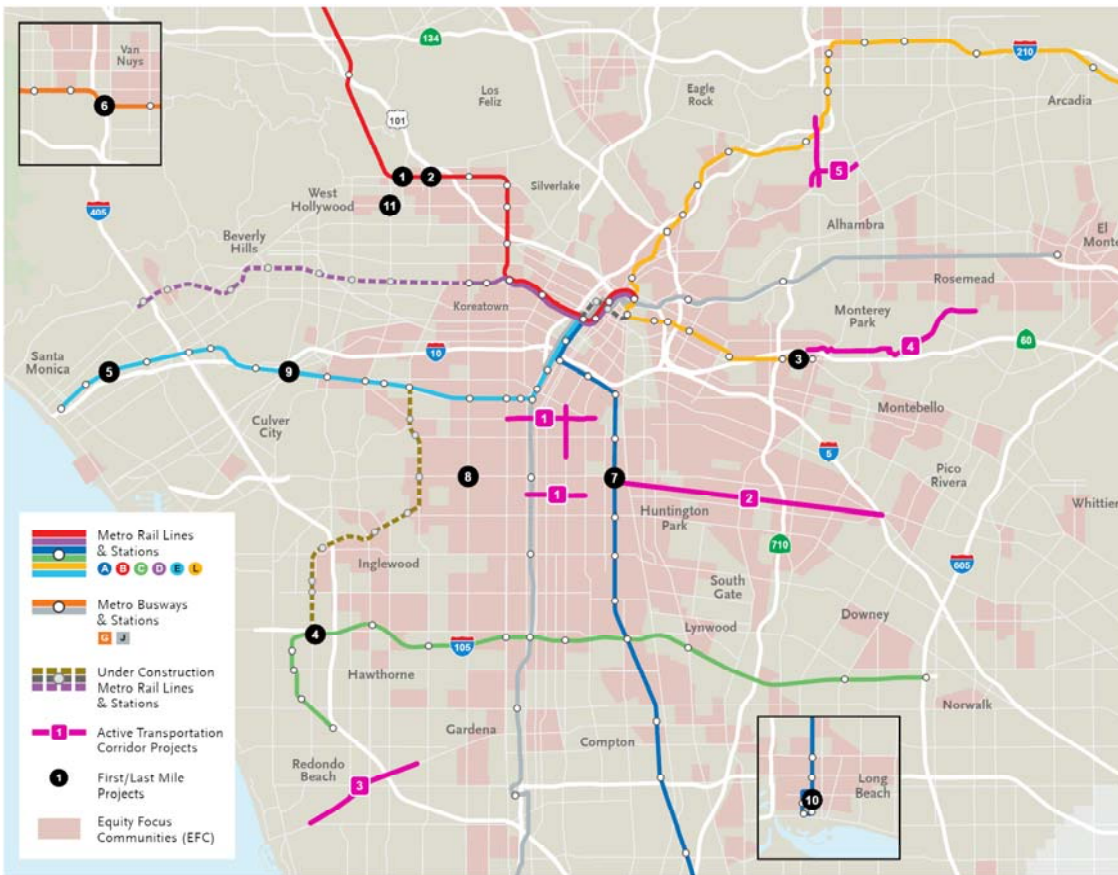 Van
Nuys
6
134
210
Los
Feliz
Eagle
Rock
Arcadia
101
1
2
5
West
Hollywood
11
Silverlake
405
Alhambra
El
Monte
Beverly
Hills
Rosemead
Koreatown
Monterey
Park
4
60
Santa
Monica
5
9
10
3
Culver
City
1
Montebello
5
Pico
Rivera
8
7
1
2
Huntington
Park
Whittier
710
605
Inglewood
South
Gate
Downey
4
105
Lynwood
Hawthorne
Norwalk
Gardena
Compton
Redondo
Beach
3
Long
Beach
10
Metro Rail Lines
& Stations
A B C D E L
Metro Busways
& Stations
G J
Under Construction
Metro Rail Lines
& Stations
1 Active Transportation
Corridor Projects
1 First/Last Mile
Projects
Equity Focus
Communities (EFC)